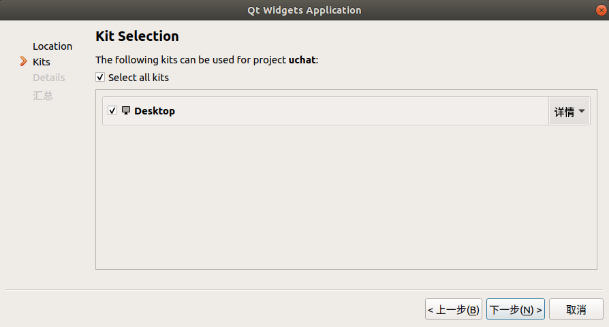 Qt Widgets Application
Location
Kits
Details
汇总
Kit Selection
The following kits can be used for project uchat:
Select all kits
Desktop
详情
< 上一步(B)
下一步(N) >
取消